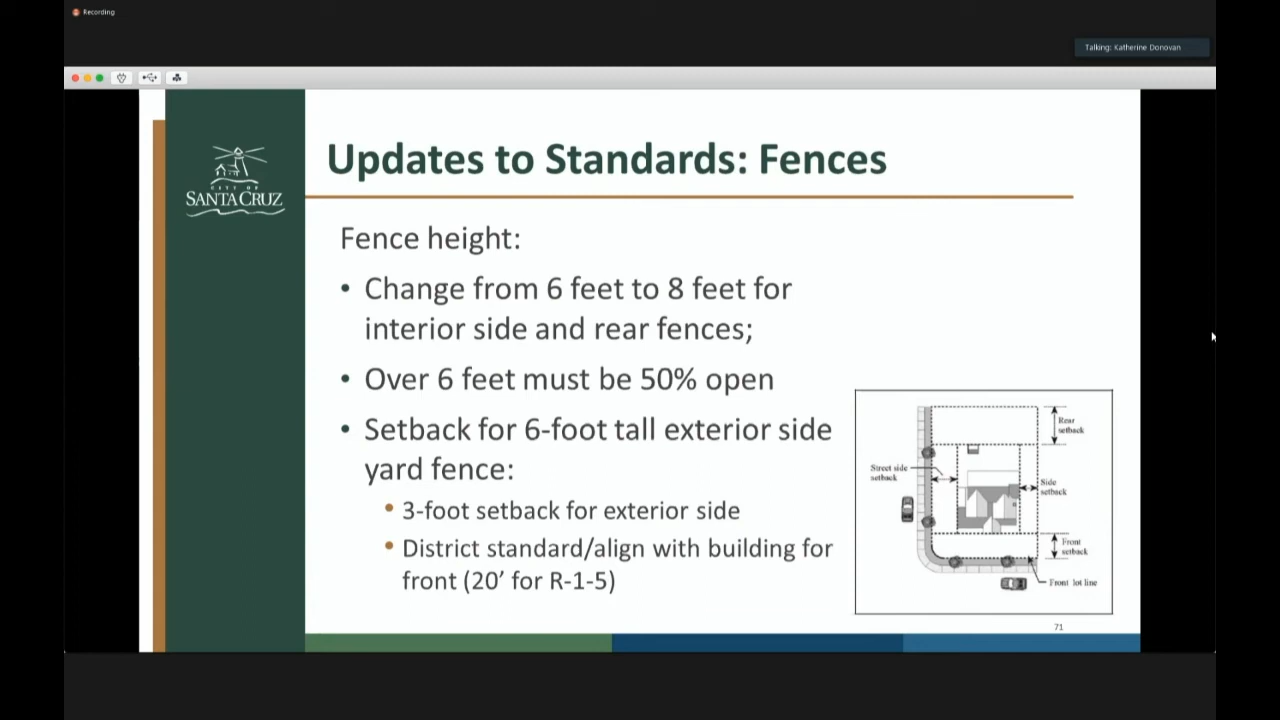 Recording
Talking: Katherine Donovan
CITY OF
SANTA CRUZ
Updates to Standards: Fences
Fence height:
• Change from 6 feet to 8 feet for
interior side and rear fences;
• Over 6 feet must be 50% open
• Setback for 6-foot tall exterior side
yard fence:
• 3-foot setback for exterior side
• District standard/align with building for
front (20’ for R-1-5)
Rear
setback
Street side
setback
Side
setback
Front
setback
Front lot line
71